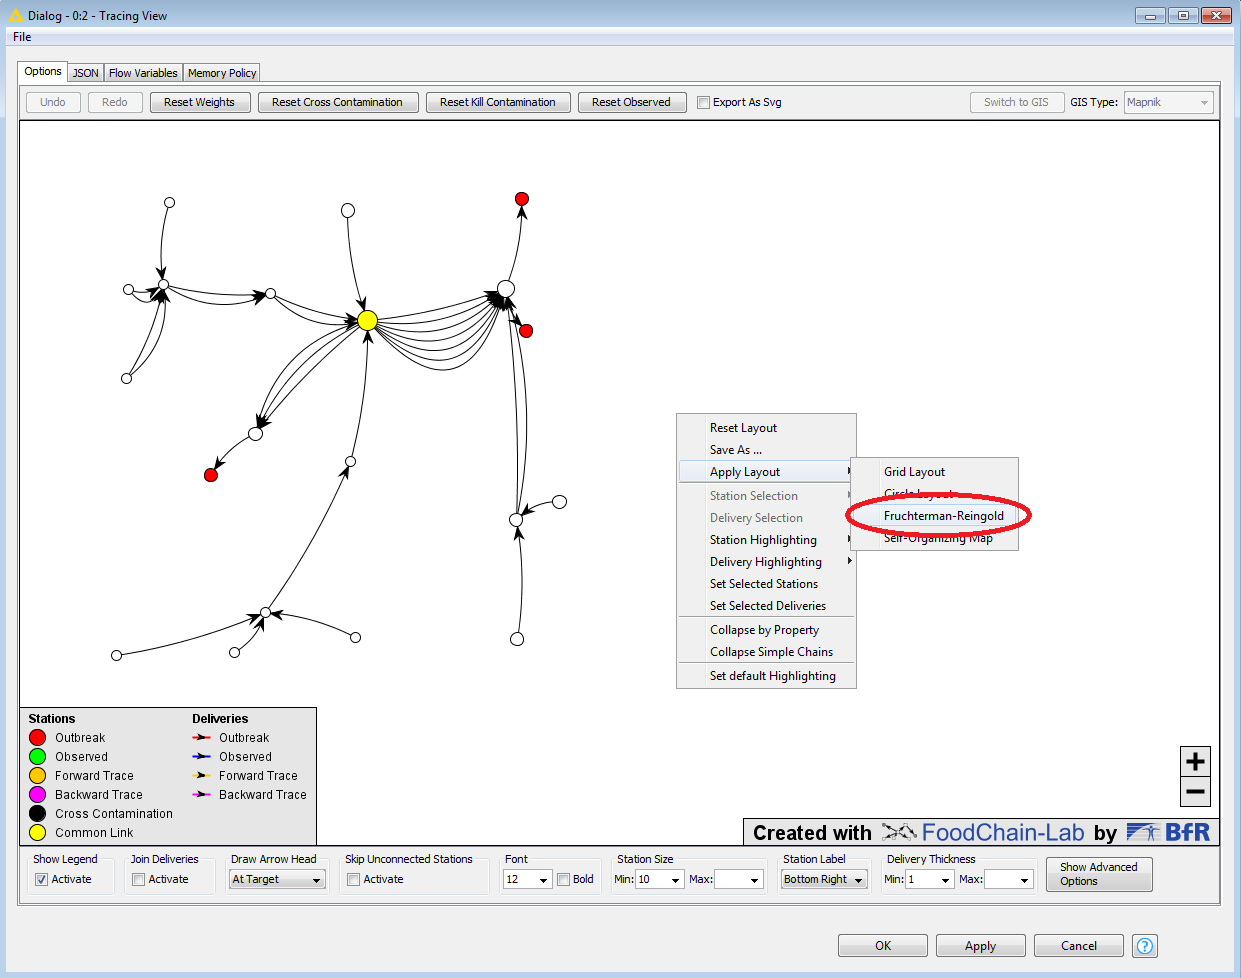 Dialog - 0:2 - Tracing View
File
Options JSON Flow Variables Memory Policy
Undo Redo Reset Weights Reset Cross Contamination Reset Kill Contamination Reset Observed Export As Svg Switch to GIS GIS Type: Mapnik
Reset Layout
Save As ...
Apply Layout
Station Selection
Delivery Selection
Station Highlighting
Delivery Highlighting
Set Selected Stations
Set Selected Deliveries
Collapse by Property
Collapse Simple Chains
Set default Highlighting
Grid Layout
Circle Layout
Fruchterman-Reingold
Self-Organizing Map
Stations Deliveries
Outbreak Outbreak
Observed Observed
Forward Trace Forward Trace
Backward Trace Backward Trace
Cross Contamination
Common Link
Created with FoodChain-Lab by BfR
Show Legend Join Deliveries Draw Arrow Head Skip Unconnected Stations Font Station Size Station Label Delivery Thickness
Activate Activate At Target Activate 12 Bold Min: 10 Max: Bottom Right Min: 1 Max: Show Advanced Options
OK Apply Cancel ?